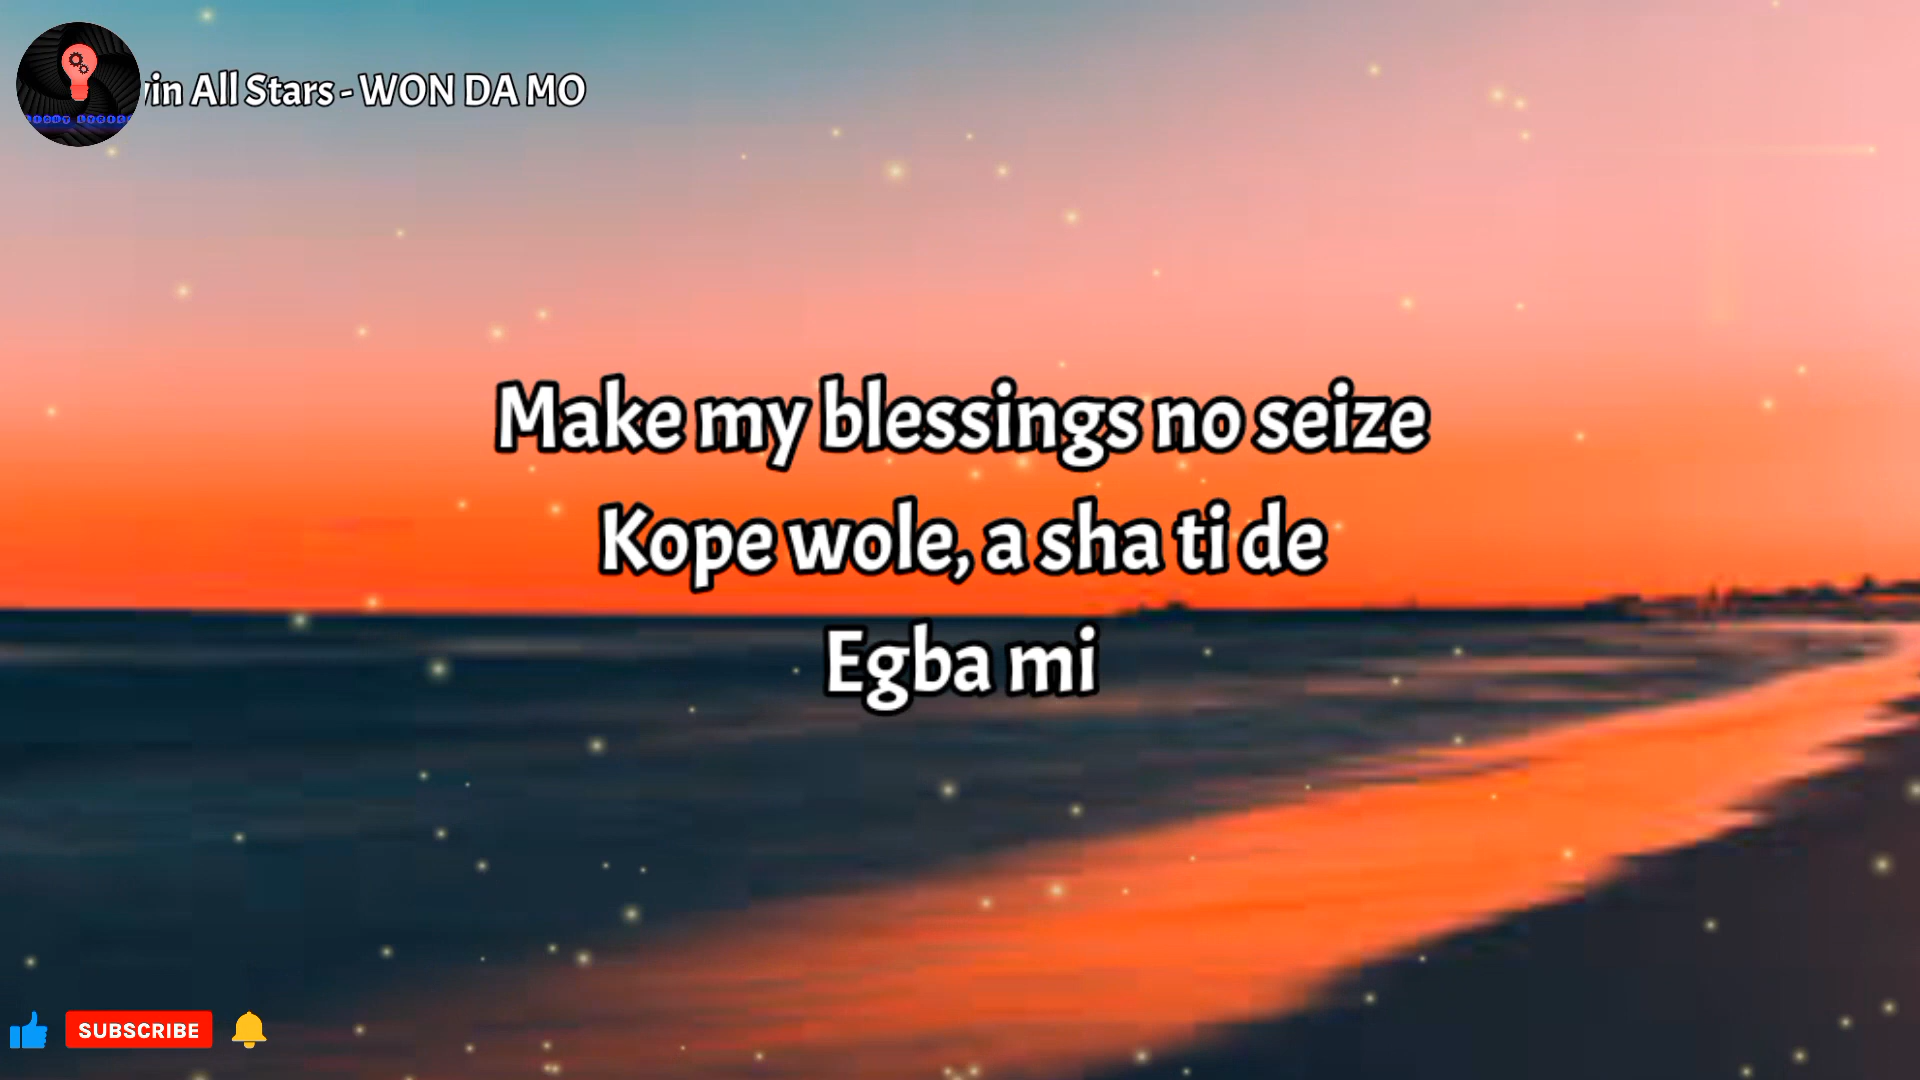 in All Stars - WON DA MO
Make my blessings no seize
Kope wole, a sha ti de
Egba mi
SUBSCRIBE